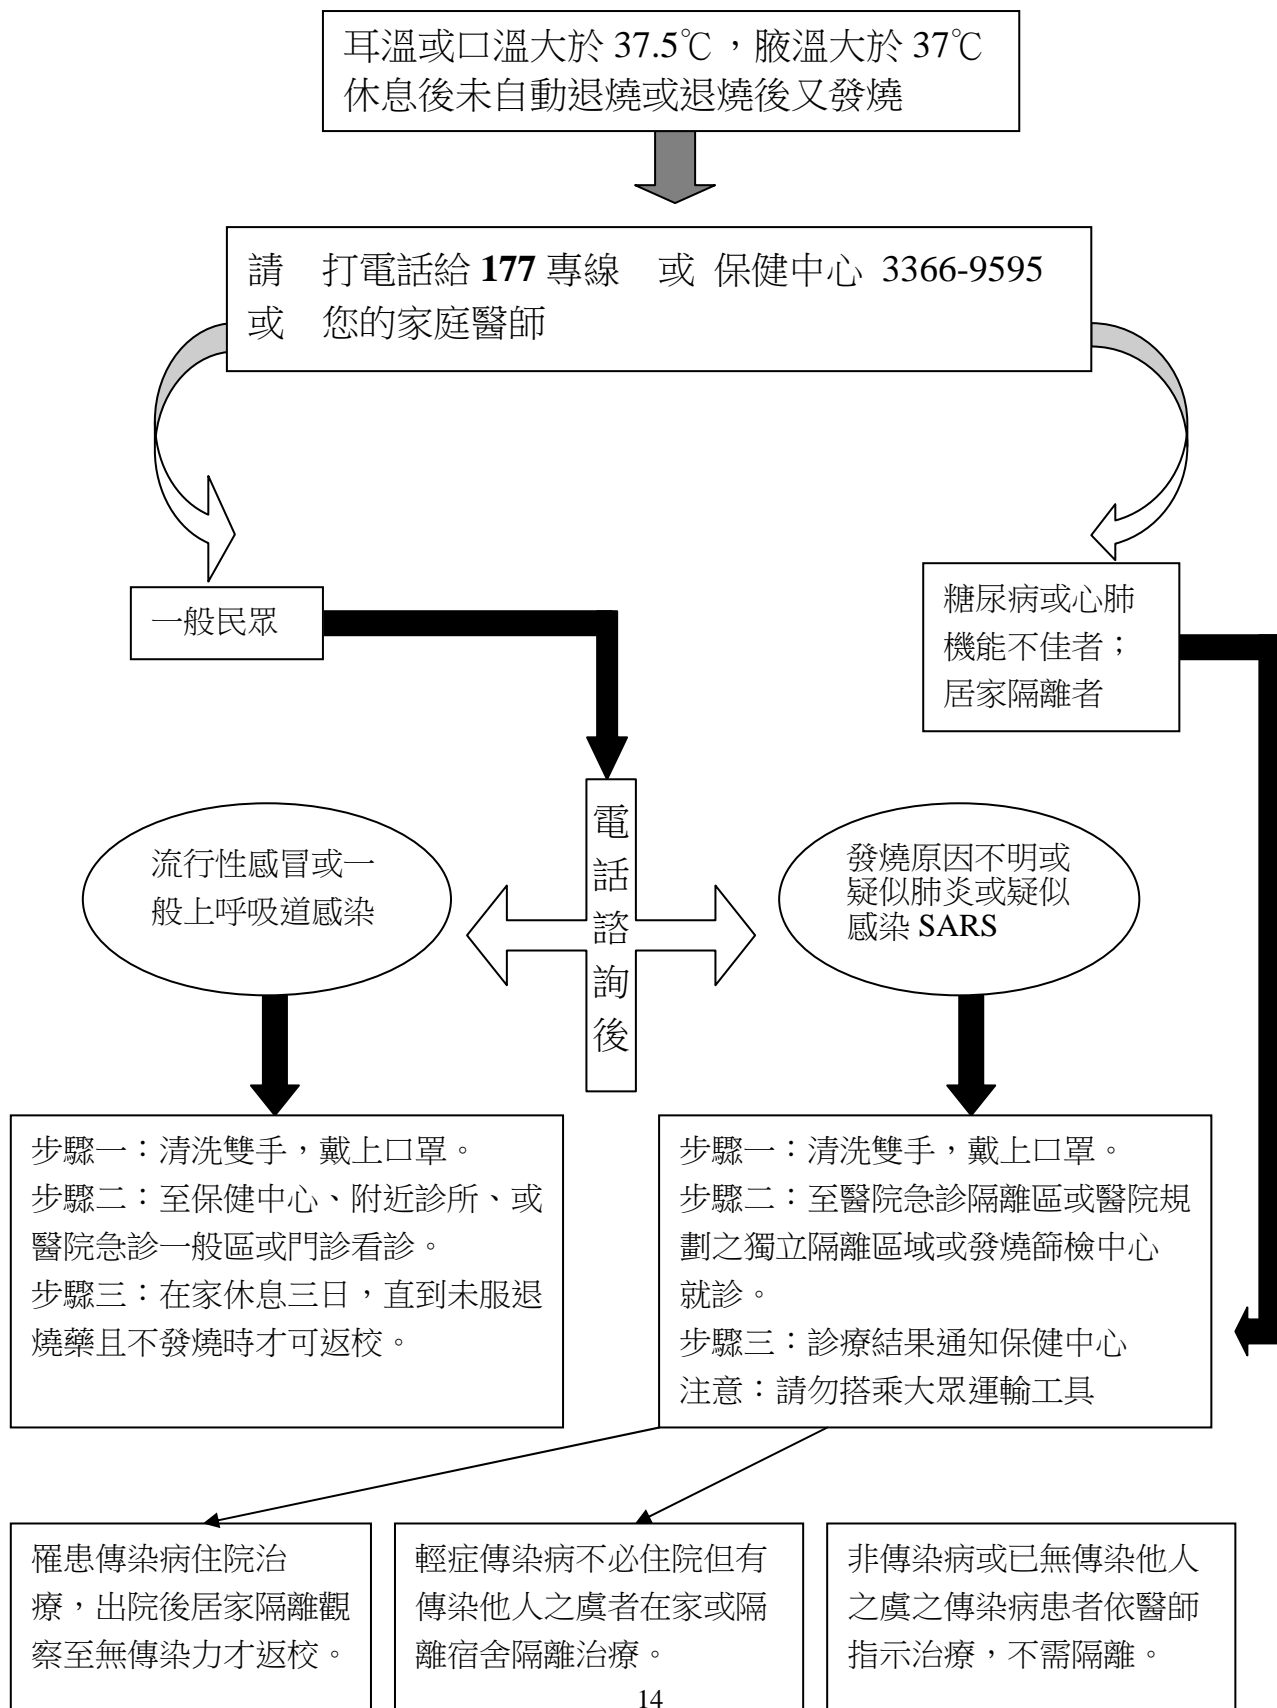 耳溫或口溫大於 37.5℃，腋溫大於 37℃
休息後未自動退燒或退燒後又發燒
請　打電話給 177 專線　或 保健中心 3366-9595
或　您的家庭醫師
一般民眾
糖尿病或心肺
機能不佳者；
居家隔離者
電
話
諮
詢
後
流行性感冒或一
般上呼吸道感染
發燒原因不明或
疑似肺炎或疑似
感染 SARS
步驟一：清洗雙手，戴上口罩。
步驟二：至保健中心、附近診所、或
醫院急診一般區或門診看診。
步驟三：在家休息三日，直到未服退
燒藥且不發燒時才可返校。
步驟一：清洗雙手，戴上口罩。
步驟二：至醫院急診隔離區或醫院規
劃之獨立隔離區域或發燒篩檢中心
就診。
步驟三：診療結果通知保健中心
注意：請勿搭乘大眾運輸工具
罹患傳染病住院治
療，出院後居家隔離觀
察至無傳染力才返校。
輕症傳染病不必住院但有
傳染他人之虞者在家或隔
離宿舍隔離治療。
非傳染病或已無傳染他人
之虞之傳染病患者依醫師
指示治療，不需隔離。
14